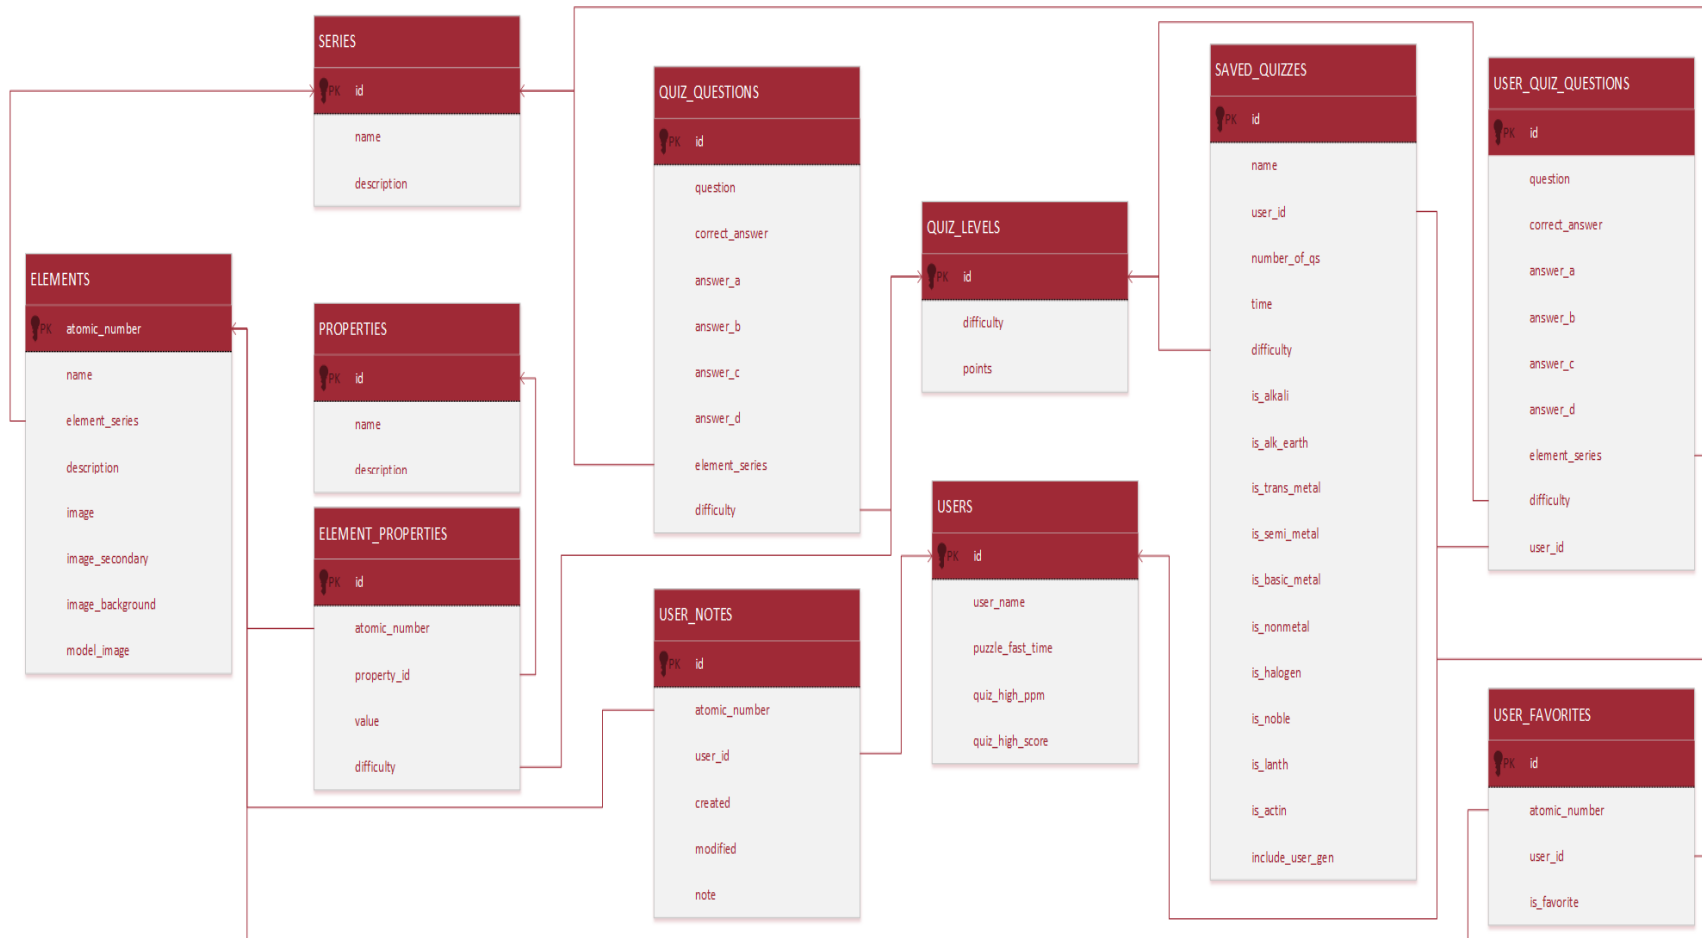 SERIES
PK id
name
description
ELEMENTS
PK atomic_number
name
element_series
description
image
image_secondary
image_background
model_image
PROPERTIES
PK id
name
description
ELEMENT_PROPERTIES
PK id
atomic_number
property_id
value
difficulty
QUIZ_QUESTIONS
PK id
question
correct_answer
answer_a
answer_b
answer_c
answer_d
element_series
difficulty
USER_NOTES
PK id
atomic_number
user_id
created
modified
note
QUIZ_LEVELS
PK id
difficulty
points
USERS
PK id
user_name
puzzle_fast_time
quiz_high_ppm
quiz_high_score
SAVED_QUIZZES
PK id
name
user_id
number_of_qs
time
difficulty
is_alkali
is_alk_earth
is_trans_metal
is_semi_metal
is_basic_metal
is_nonmetal
is_halogen
is_noble
is_lanth
is_actin
include_user_gen
USER_QUIZ_QUESTIONS
PK id
question
correct_answer
answer_a
answer_b
answer_c
answer_d
element_series
difficulty
user_id
USER_FAVORITES
PK id
atomic_number
user_id
is_favorite